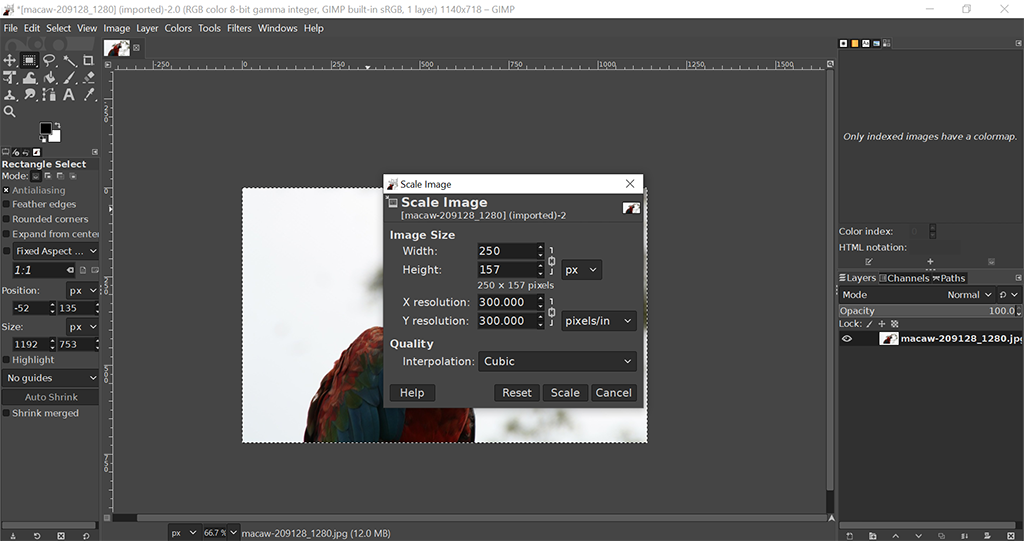 *[macaw-209128_1280] (imported)-2.0 (RGB color 8-bit gamma integer, GIMP built-in sRGB, 1 layer) 1140x718 – GIMP
File Edit Select View Image Layer Colors Tools Filters Windows Help
-250 0 250 500 750 1000 1250 1500
Only indexed images have a colormap.
Rectangle Select
Mode:
Antialiasing
Feather edges
Rounded corners
Expand from center
Fixed Aspect ...
1:1
Position: px
-52 135
Size: px
1192 753
Highlight
No guides
Auto Shrink
Shrink merged
Scale Image
Scale Image
[macaw-209128_1280] (imported)-2
Image Size
Width: 250
Height: 157 px
250 × 157 pixels
X resolution: 300.000
Y resolution: 300.000 pixels/in
Quality
Interpolation: Cubic
Help Reset Scale Cancel
Color index: 0
HTML notation:
Layers Channels Paths
Mode Normal
Opacity 100.0
Lock:
macaw-209128_1280.jpg
px 66.7 % macaw-209128_1280.jpg (12.0 MB)